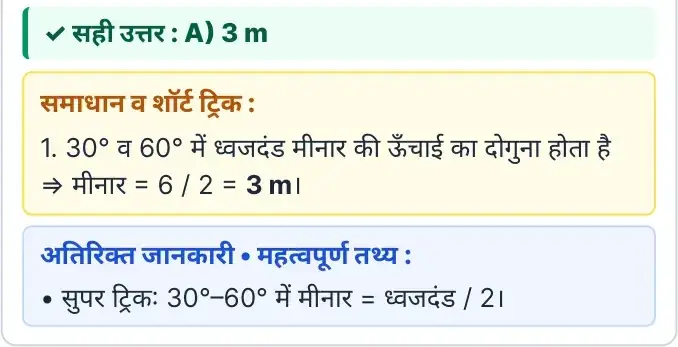 ✓ सही उत्तर : A) 3 m
समाधान व शॉर्ट ट्रिक :
1. 30° व 60° में ध्वजदंड मीनार की ऊँचाई का दोगुना होता है
⇒ मीनार = 6 / 2 = 3 m।
अतिरिक्त जानकारी • महत्वपूर्ण तथ्य :
• सुपर ट्रिक: 30°–60° में मीनार = ध्वजदंड / 2।